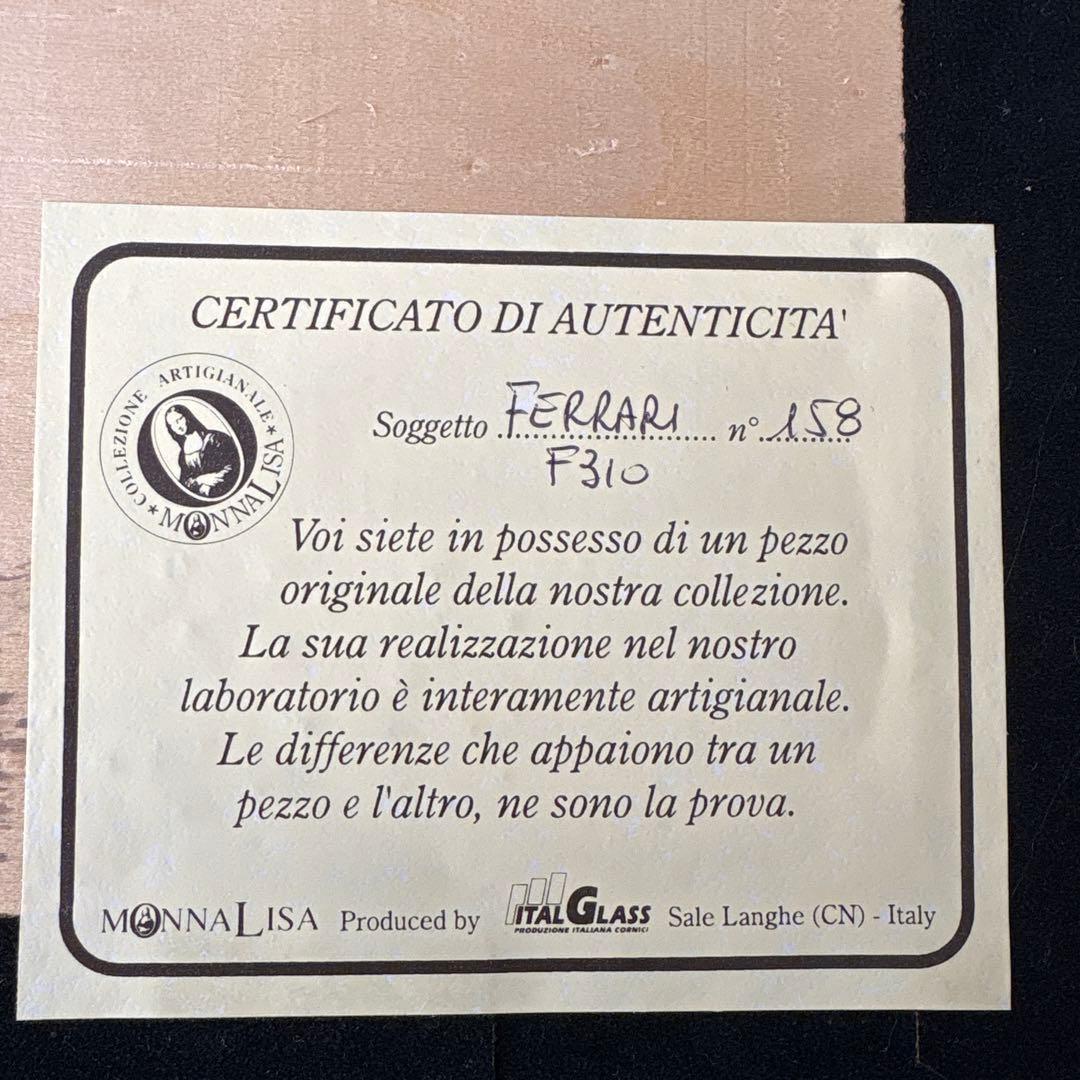 CERTIFICATO DI AUTENTICITA'
COLLEZIONE ARTIGIANALE
MONNALISA
Soggetto FERRARI n° 158
F310
Voi siete in possesso di un pezzo
originale della nostra collezione.
La sua realizzazione nel nostro
laboratorio è interamente artigianale.
Le differenze che appaiono tra un
pezzo e l'altro, ne sono la prova.
MONNALISA Produced by ITALGLASS Sale Langhe (CN) - Italy
PRODUZIONE ITALIANA CORNICI